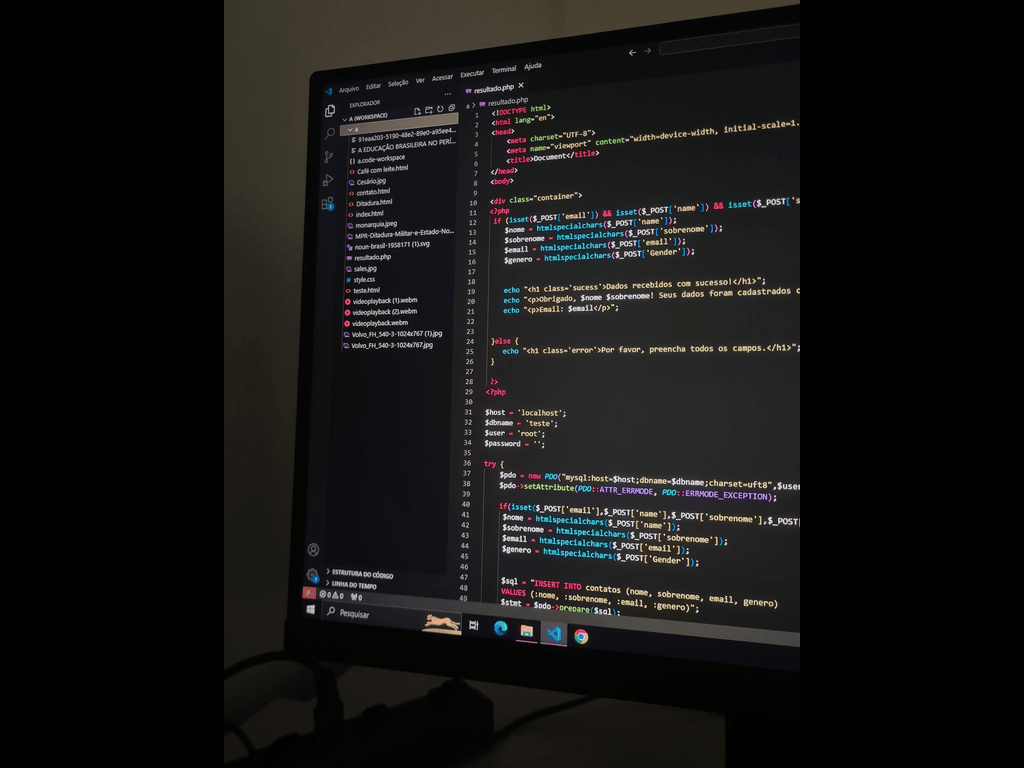 Arquivo Editar Seleção Ver Acessar Executar Terminal Ajuda
EXPLORADOR
A (WORKSPACE)
a
91eaa203-5190-48e2-89e0-a95ee4...
A EDUCAÇÃO BRASILEIRA NO PERÍ...
a.code-workspace
Café com leite.html
Cesário.jpg
contato.html
Ditadura.html
index.html
monarquia.jpeg
MPR-Ditadura-Militar-e-Estado-No...
noun-brasil-1958171 (1).svg
resultado.php
sales.jpg
style.css
teste.html
videoplayback (1).webm
videoplayback (2).webm
videoplayback.webm
Volvo_FH_540-3-1024x767 (1).jpg
Volvo_FH_540-3-1024x767.jpg
ESTRUTURA DO CÓDIGO
LINHA DO TEMPO
resultado.php
a > resultado.php
1 <!DOCTYPE html>
2 <html lang="en">
3 <head>
4 <meta charset="UTF-8">
5 <meta name="viewport" content="width=device-width, initial-scale=1.
6 <title>Document</title>
7 </head>
8 <body>
9
10 <div class="container">
11 <?php
12 if (isset($_POST['email']) && isset($_POST['name']) && isset($_POST['s
13 $nome = htmlspecialchars($_POST['name']);
14 $sobrenome = htmlspecialchars($_POST['sobrenome']);
15 $email = htmlspecialchars($_POST['email']);
16 $genero = htmlspecialchars($_POST['Gender']);
17
18
19 echo "<h1 class='sucess'>Dados recebidos com sucesso!</h1>";
20 echo "<p>Obrigado, $nome $sobrenome! Seus dados foram cadastrados c
21 echo "<p>Email: $email</p>";
22
23
24 }else {
25 echo "<h1 class='error'>Por favor, preencha todos os campos.</h1>";
26 }
27
28 ?>
29 <?php
30
31 $host = 'localhost';
32 $dbname = 'teste';
33 $user = 'root';
34 $password = '';
35
36 try {
37 $pdo = new PDO("mysql:host=$host;dbname=$dbname;charset=uft8",$user
38 $pdo->setAttribute(PDO::ATTR_ERRMODE, PDO::ERRMODE_EXCEPTION);
39
40 if(isset($_POST['email'],$_POST['name'],$_POST['sobrenome'],$_POST[
41 $nome = htmlspecialchars($_POST['name']);
42 $sobrenome = htmlspecialchars($_POST['sobrenome']);
43 $email = htmlspecialchars($_POST['email']);
44 $genero = htmlspecialchars($_POST['Gender']);
45
46
47 $sql = "INSERT INTO contatos (nome, sobrenome, email, genero)
48 VALUES (:nome, :sobrenome, :email, :genero)";
49 $stmt = $pdo->prepare($sql);
0 0 0
Pesquisar